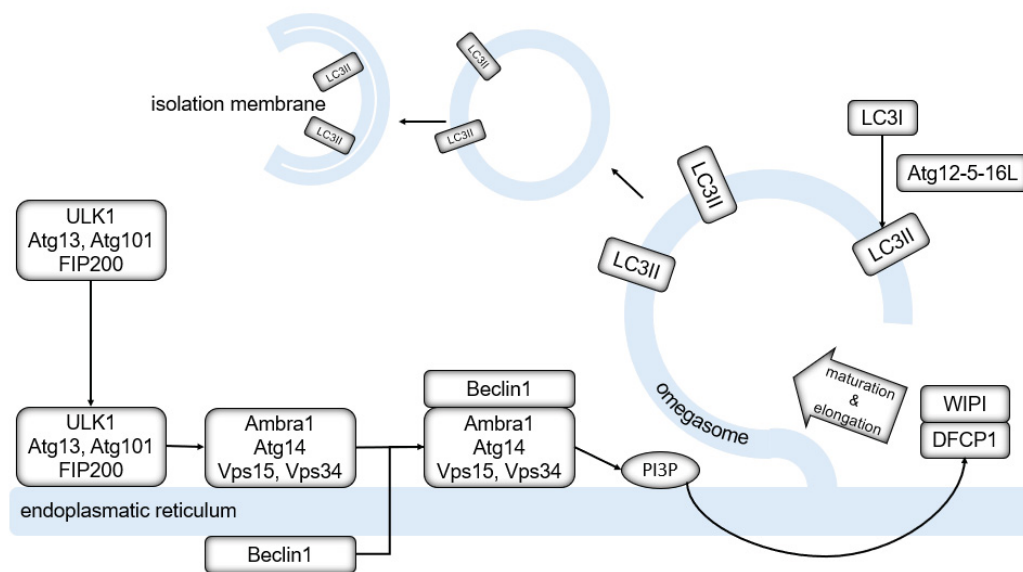 LC3II
LC3II
isolation membrane
LC3II
LC3II
LC3I
Atg12-5-16L
LC3II
LC3II
LC3II
ULK1
Atg13, Atg101
FIP200
maturation
&
elongation
omegasome
WIPI
DFCP1
ULK1
Atg13, Atg101
FIP200
Ambra1
Atg14
Vps15, Vps34
Beclin1
Ambra1
Atg14
Vps15, Vps34
PI3P
endoplasmatic reticulum
Beclin1